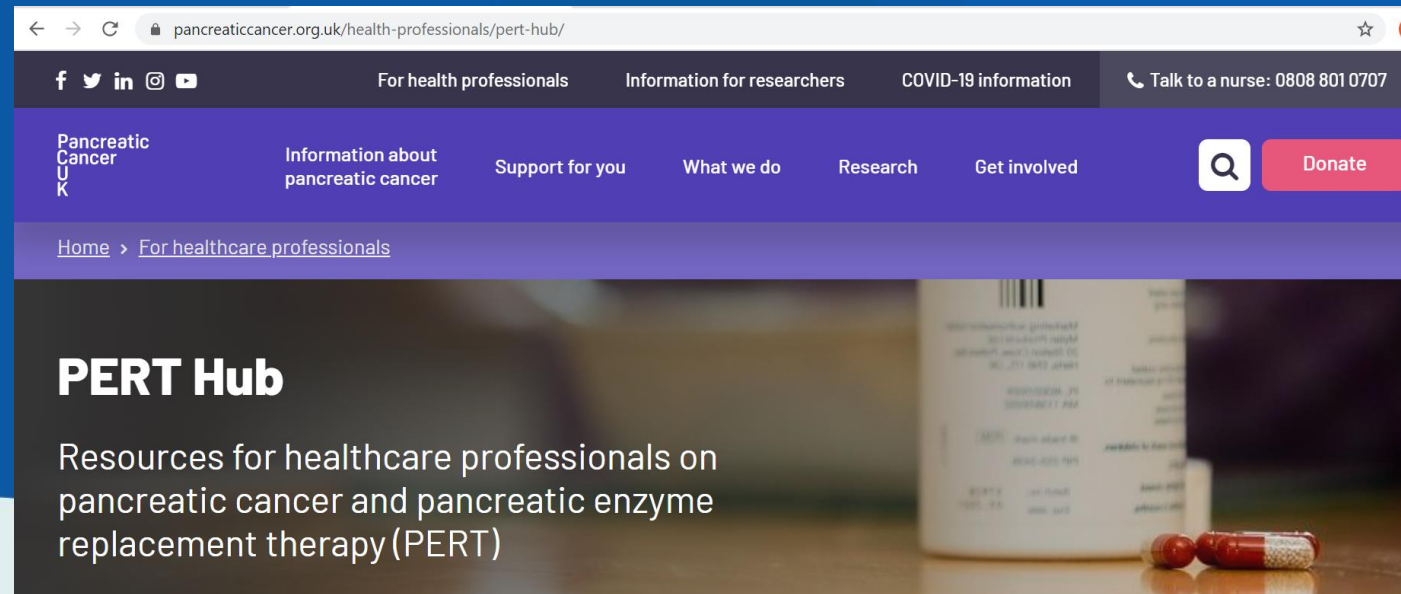 pancreaticcancer.org.uk/health-professionals/pert-hub/
For health professionals Information for researchers COVID-19 information Talk to a nurse: 0808 801 0707
Pancreatic
Cancer
U
K
Information about
pancreatic cancer
Support for you What we do Research Get involved Donate
Home > For healthcare professionals
PERT Hub
Resources for healthcare professionals on
pancreatic cancer and pancreatic enzyme
replacement therapy (PERT)